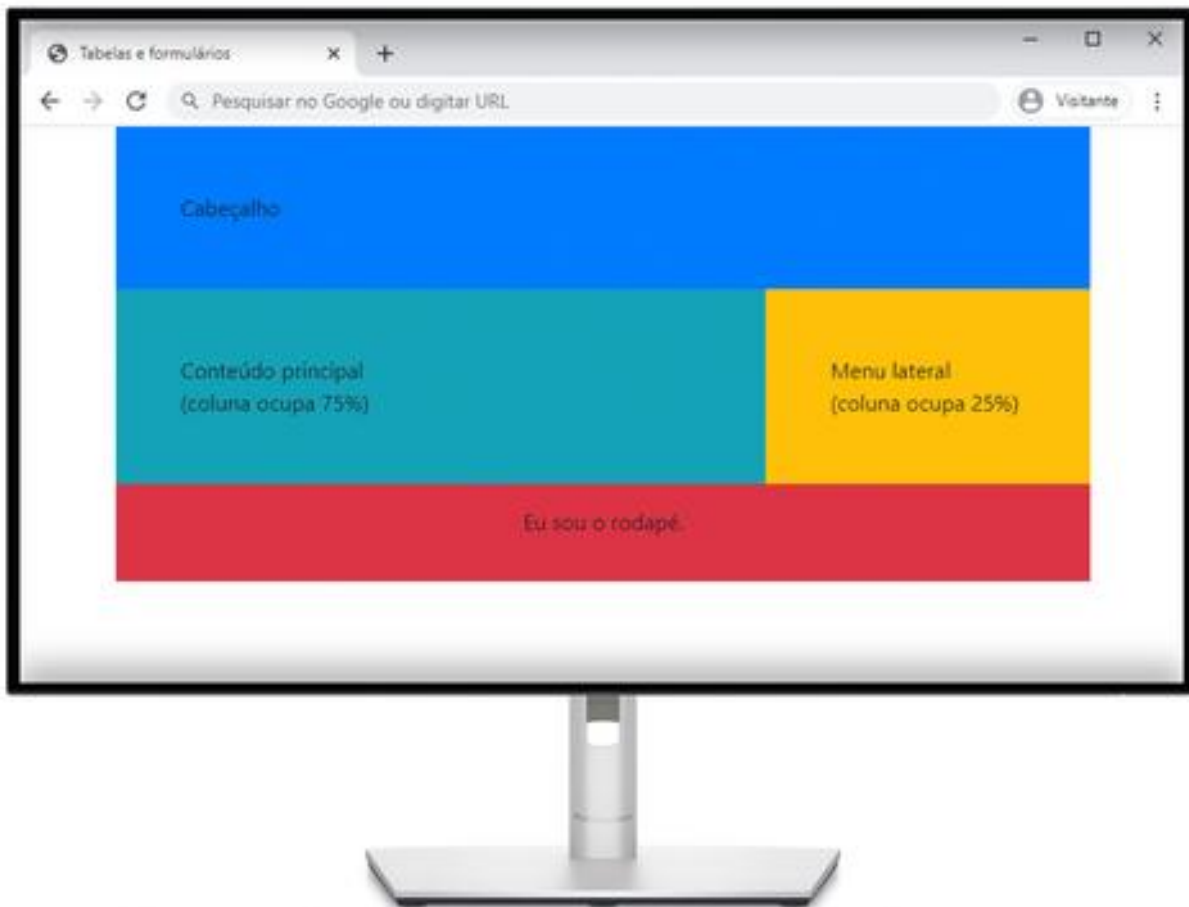 Tabelas e formulários
Pesquisar no Google ou digitar URL
Visitante
Cabeçalho
Conteúdo principal
(coluna ocupa 75%)
Menu lateral
(coluna ocupa 25%)
Eu sou o rodapé.